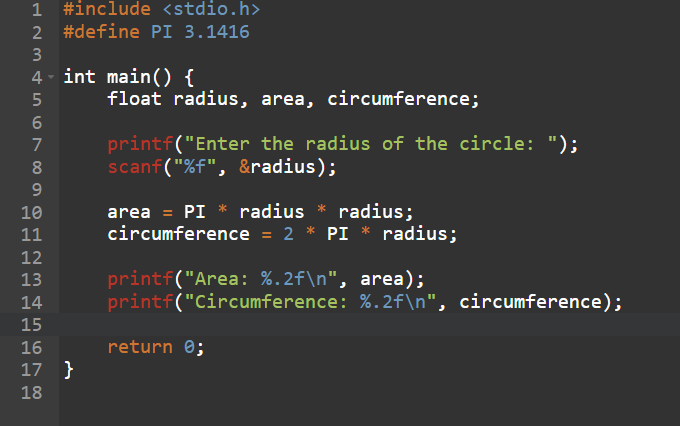 1 #include <stdio.h>
2 #define PI 3.1416
3
4 int main() {
5     float radius, area, circumference;
6
7     printf("Enter the radius of the circle: ");
8     scanf("%f", &radius);
9
10     area = PI * radius * radius;
11     circumference = 2 * PI * radius;
12
13     printf("Area: %.2f\n", area);
14     printf("Circumference: %.2f\n", circumference);
15
16     return 0;
17 }
18